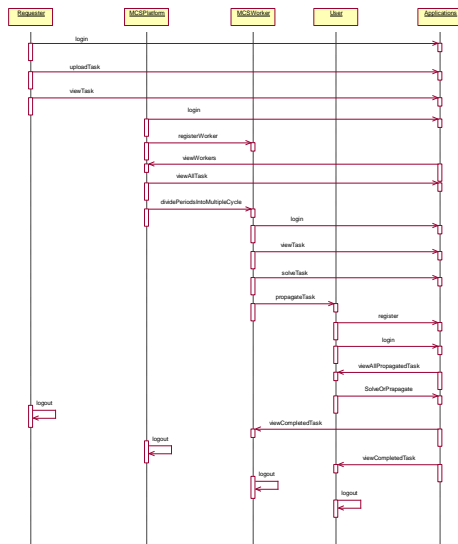 Requester MCSPlatform MCSWorker User Applications
login
uploadTask
viewTask
login
registerWorker
viewWorkers
viewAllTask
dividePeriodsIntoMultipleCycle
login
viewTask
solveTask
propagateTask
register
login
viewAllPropagatedTask
SolveOrPrapagate
logout
viewCompletedTask
logout
viewCompletedTask
logout
logout